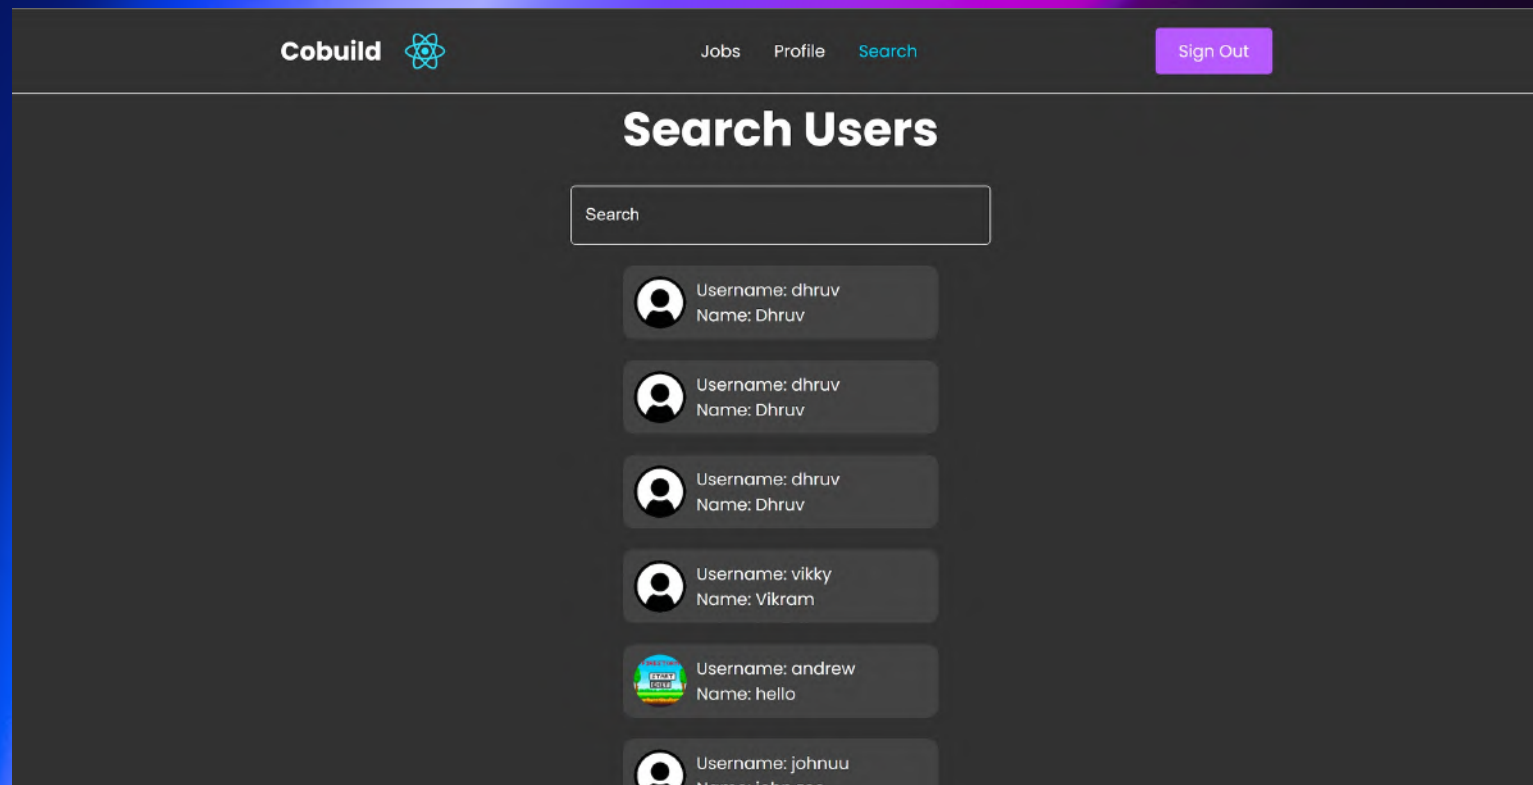 Cobuild
Jobs Profile Search
Sign Out
Search Users
Search
Username: dhruv
Name: Dhruv
Username: dhruv
Name: Dhruv
Username: dhruv
Name: Dhruv
Username: vikky
Name: Vikram
START
Username: andrew
Name: hello
Username: johnuu